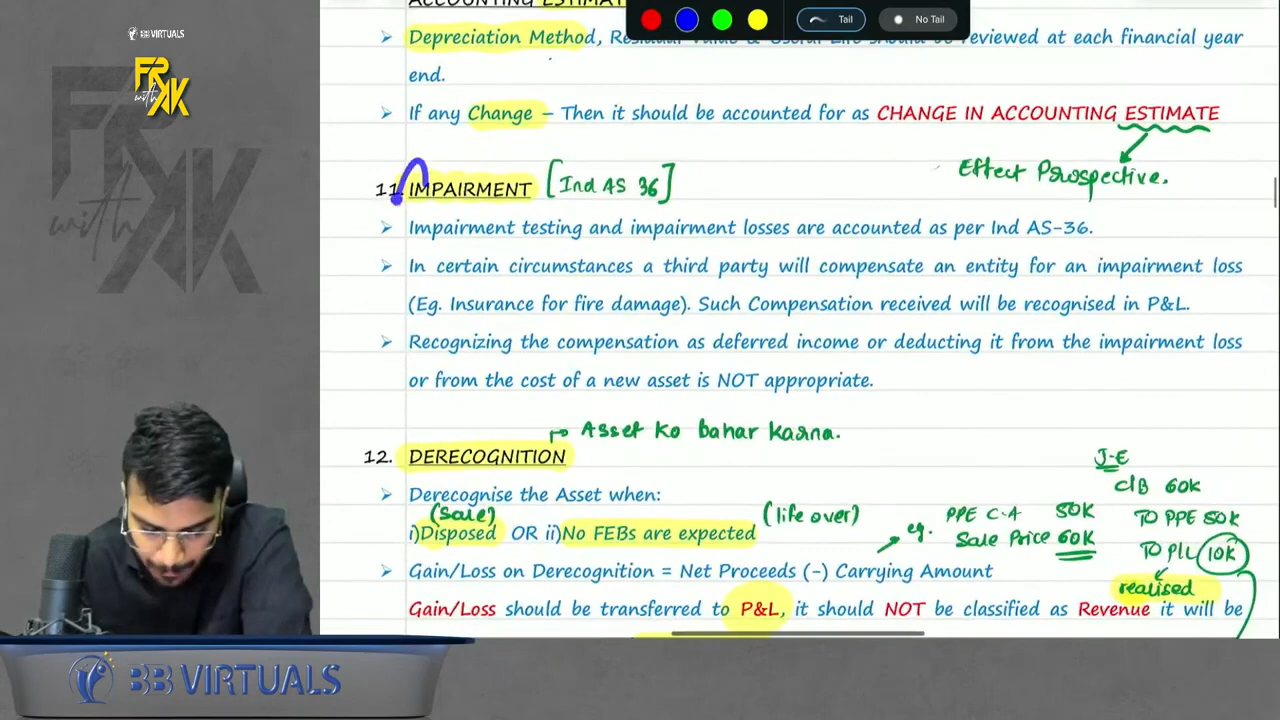 BB VIRTUALS
FR
with
AK
FR
with
AK
ACCOUNTING ESTIMAT
Tail
No Tail
➤ Depreciation Method, Residual Value & Useful Life should be reviewed at each financial year
end.
➤ If any Change – Then it should be accounted for as CHANGE IN ACCOUNTING ESTIMATE
Effect Prospective.
11. IMPAIRMENT [Ind AS 36]
➤ Impairment testing and impairment losses are accounted as per Ind AS-36.
➤ In certain circumstances a third party will compensate an entity for an impairment loss
(Eg. Insurance for fire damage). Such Compensation received will be recognised in P&L.
➤ Recognizing the compensation as deferred income or deducting it from the impairment loss
or from the cost of a new asset is NOT appropriate.
Asset ko bahar karna.
12. DERECOGNITION
➤ Derecognise the Asset when:
(Sale) (life over)
i)Disposed OR ii)No FEBs are expected
eg. PPE C.A 50K
Sale Price 60K
J.E
C/B 60K
TO PPE 50K
TO P/L 10K
realised
➤ Gain/Loss on Derecognition = Net Proceeds (-) Carrying Amount
Gain/Loss should be transferred to P&L, it should NOT be classified as Revenue it will be
BB VIRTUALS